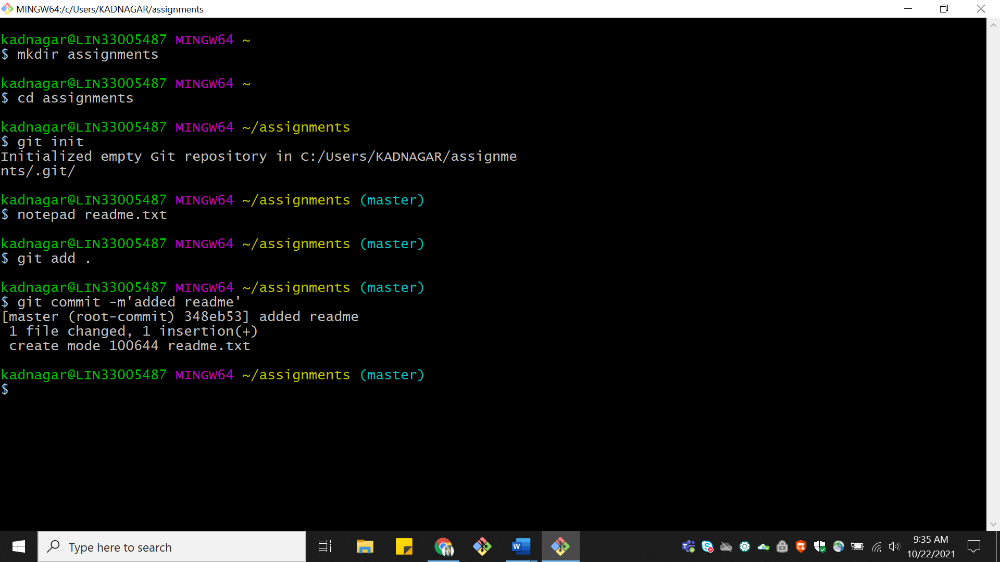 MINGW64:/c/Users/KADNAGAR/assignments
kadnagar@LIN33005487 MINGW64 ~
$ mkdir assignments
kadnagar@LIN33005487 MINGW64 ~
$ cd assignments
kadnagar@LIN33005487 MINGW64 ~/assignments
$ git init
Initialized empty Git repository in C:/Users/KADNAGAR/assignme
nts/.git/
kadnagar@LIN33005487 MINGW64 ~/assignments (master)
$ notepad readme.txt
kadnagar@LIN33005487 MINGW64 ~/assignments (master)
$ git add .
kadnagar@LIN33005487 MINGW64 ~/assignments (master)
$ git commit -m'added readme'
[master (root-commit) 348eb53] added readme
 1 file changed, 1 insertion(+)
 create mode 100644 readme.txt
kadnagar@LIN33005487 MINGW64 ~/assignments (master)
$
Type here to search
9:35 AM
10/22/2021